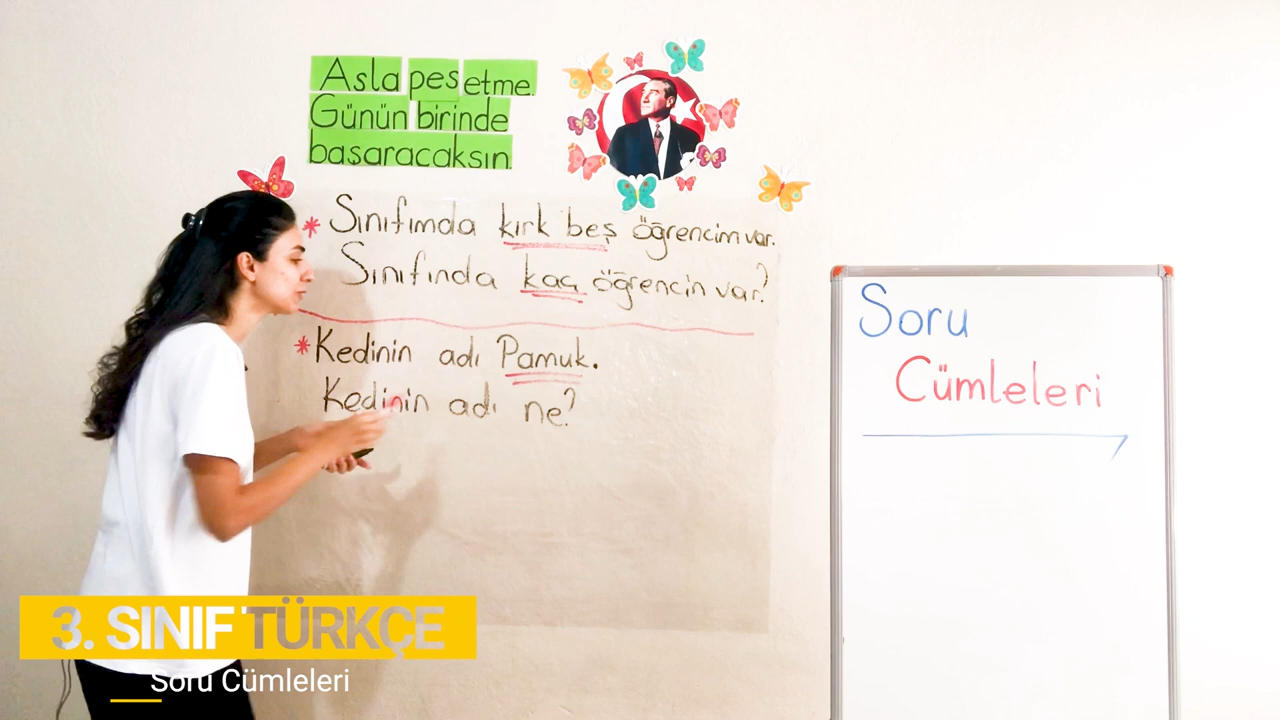 Asla pes etme.
Günün birinde
başaracaksın.
* Sınıfımda kırk beş öğrencim var.
Sınıfında kaç öğrencin var?
* Kedinin adı Pamuk.
Kedinin adı ne?
Soru
Cümleleri
3. SINIF TÜRKÇE
Soru Cümleleri